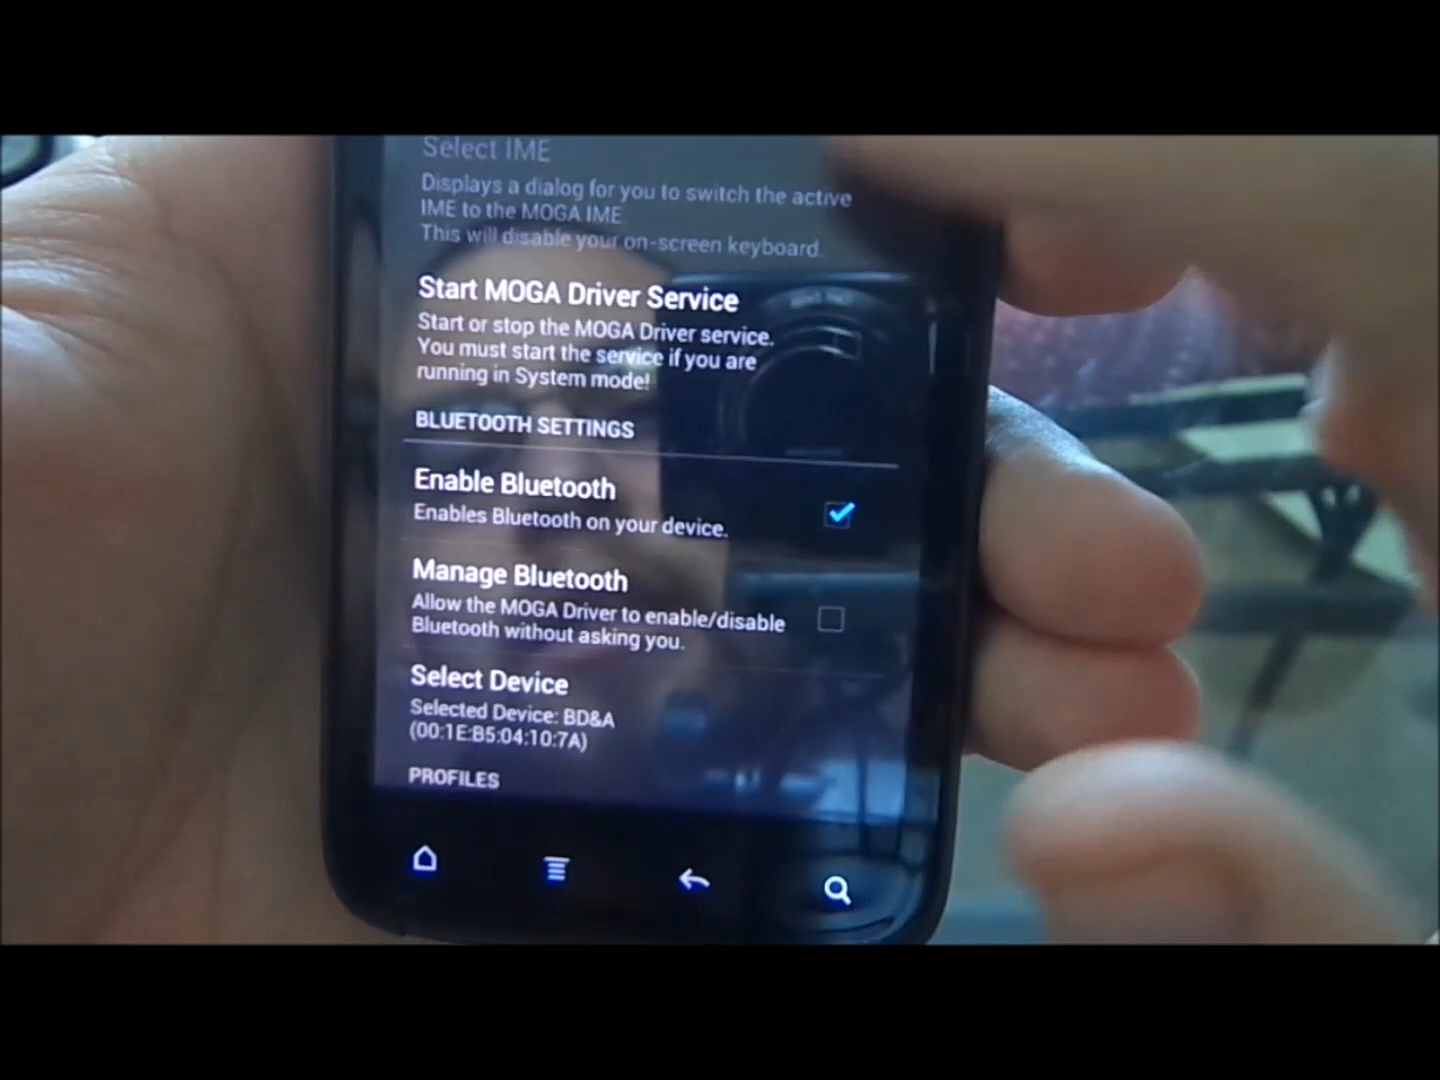 Select IME
Displays a dialog for you to switch the active
IME to the MOGA IME
This will disable your on-screen keyboard.
Start MOGA Driver Service
Start or stop the MOGA Driver service.
You must start the service if you are
running in System mode!
BLUETOOTH SETTINGS
Enable Bluetooth
Enables Bluetooth on your device.
Manage Bluetooth
Allow the MOGA Driver to enable/disable
Bluetooth without asking you.
Select Device
Selected Device: BD&A
(00:1E:B5:04:10:7A)
PROFILES